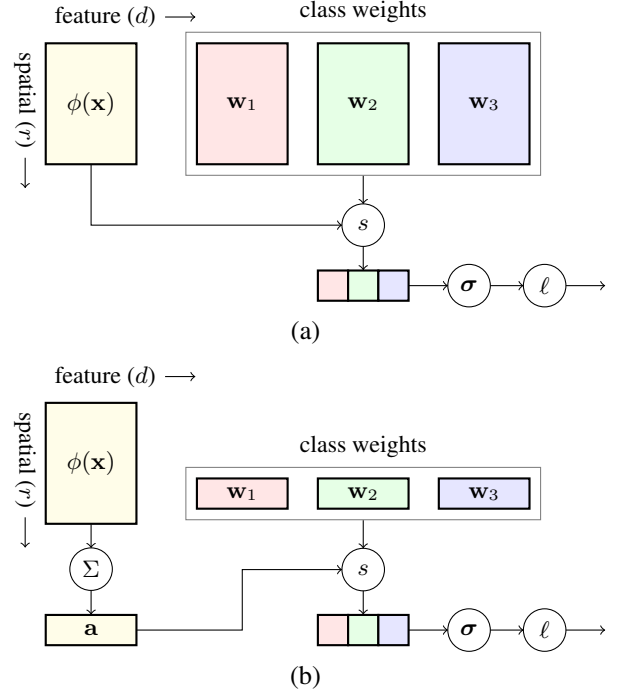 feature (d) →
class weights
spatial (r) →
ϕ(x)
w₁ w₂ w₃
s
σ ℓ
(a)
feature (d) →
spatial (r) →
ϕ(x)
class weights
w₁ w₂ w₃
Σ s
a σ ℓ
(b)